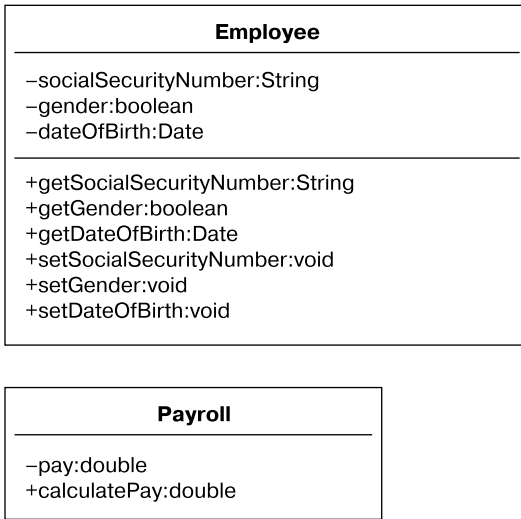 Employee
–socialSecurityNumber:String
–gender:boolean
–dateOfBirth:Date
+getSocialSecurityNumber:String
+getGender:boolean
+getDateOfBirth:Date
+setSocialSecurityNumber:void
+setGender:void
+setDateOfBirth:void
Payroll
–pay:double
+calculatePay:double